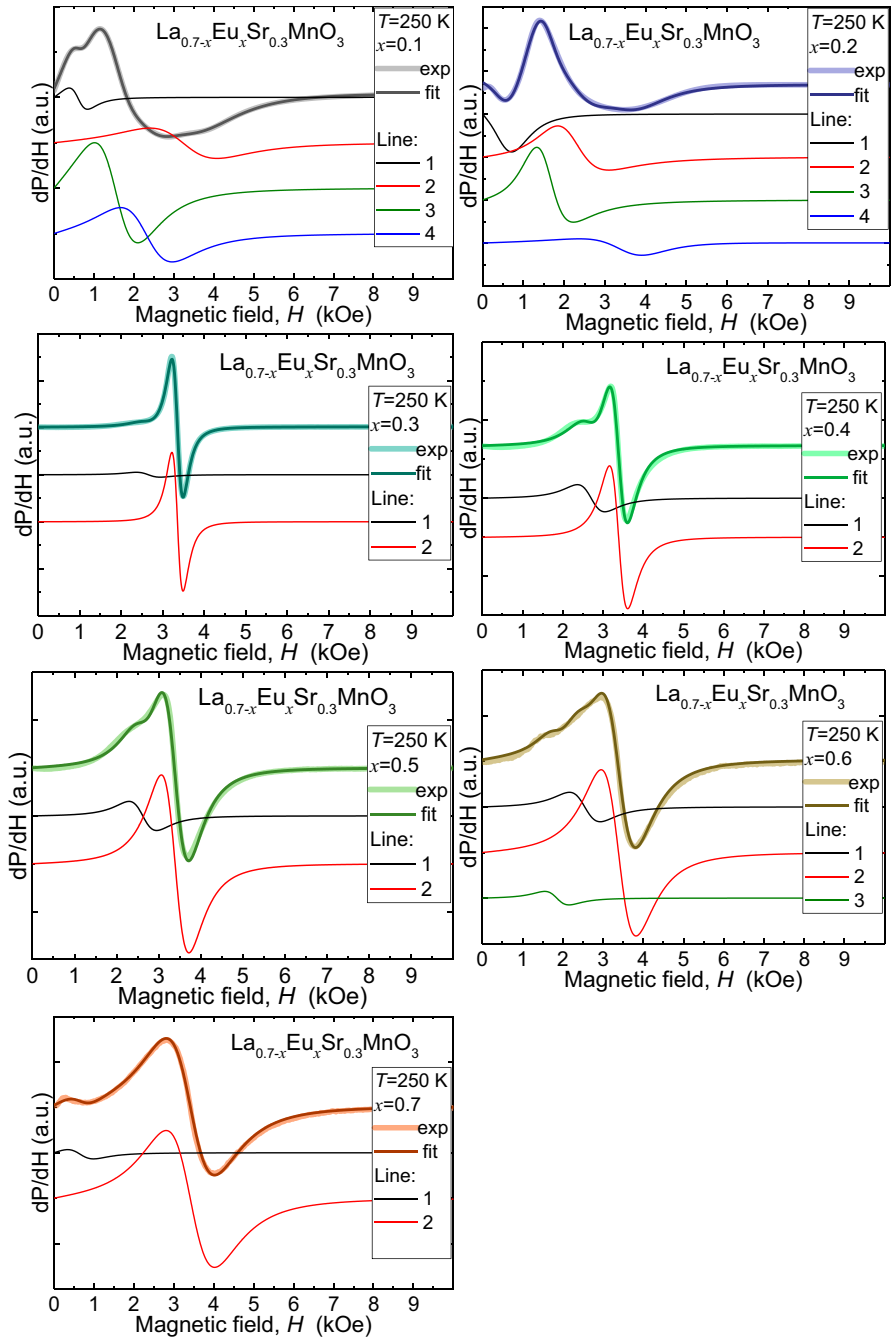 La0.7-xEuxSr0.3MnO3
T=250 K
x=0.1
exp
fit
Line:
1
2
3
4
dP/dH (a.u.)
0 1 2 3 4 5 6 7 8 9
Magnetic field, H (kOe)
La0.7-xEuxSr0.3MnO3
T=250 K
x=0.2
exp
fit
Line:
1
2
3
4
dP/dH (a.u.)
0 1 2 3 4 5 6 7 8 9
Magnetic field, H (kOe)
La0.7-xEuxSr0.3MnO3
T=250 K
x=0.3
exp
fit
Line:
1
2
dP/dH (a.u.)
0 1 2 3 4 5 6 7 8 9
Magnetic field, H (kOe)
La0.7-xEuxSr0.3MnO3
T=250 K
x=0.4
exp
fit
Line:
1
2
dP/dH (a.u.)
0 1 2 3 4 5 6 7 8 9
Magnetic field, H (kOe)
La0.7-xEuxSr0.3MnO3
T=250 K
x=0.5
exp
fit
Line:
1
2
dP/dH (a.u.)
0 1 2 3 4 5 6 7 8 9
Magnetic field, H (kOe)
La0.7-xEuxSr0.3MnO3
T=250 K
x=0.6
exp
fit
Line:
1
2
3
dP/dH (a.u.)
0 1 2 3 4 5 6 7 8 9
Magnetic field, H (kOe)
La0.7-xEuxSr0.3MnO3
T=250 K
x=0.7
exp
fit
Line:
1
2
dP/dH (a.u.)
0 1 2 3 4 5 6 7 8 9
Magnetic field, H (kOe)